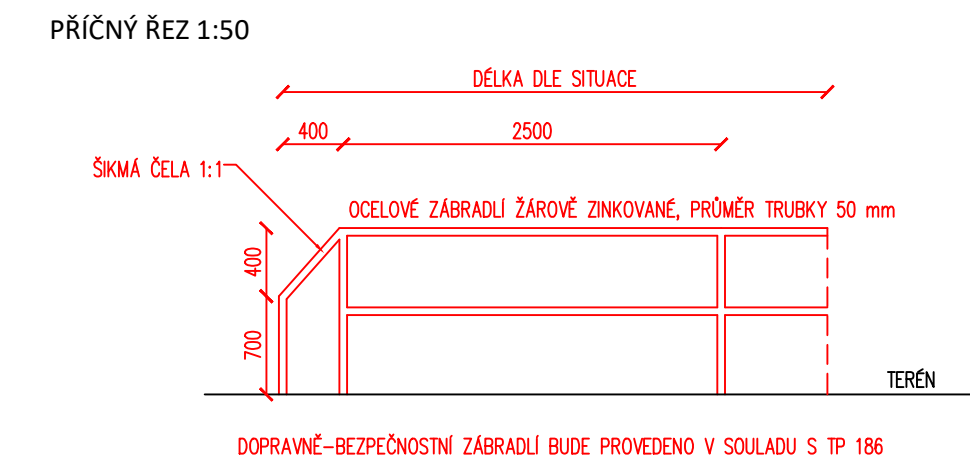 PŘÍČNÝ ŘEZ 1:50
DÉLKA DLE SITUACE
400
2500
ŠIKMÁ ČELA 1:1
OCELOVÉ ZÁBRADLÍ ŽÁROVĚ ZINKOVANÉ, PRŮMĚR TRUBKY 50 mm
400
700
TERÉN
DOPRAVNĚ-BEZPEČNOSTNÍ ZÁBRADLÍ BUDE PROVEDENO V SOULADU S TP 186